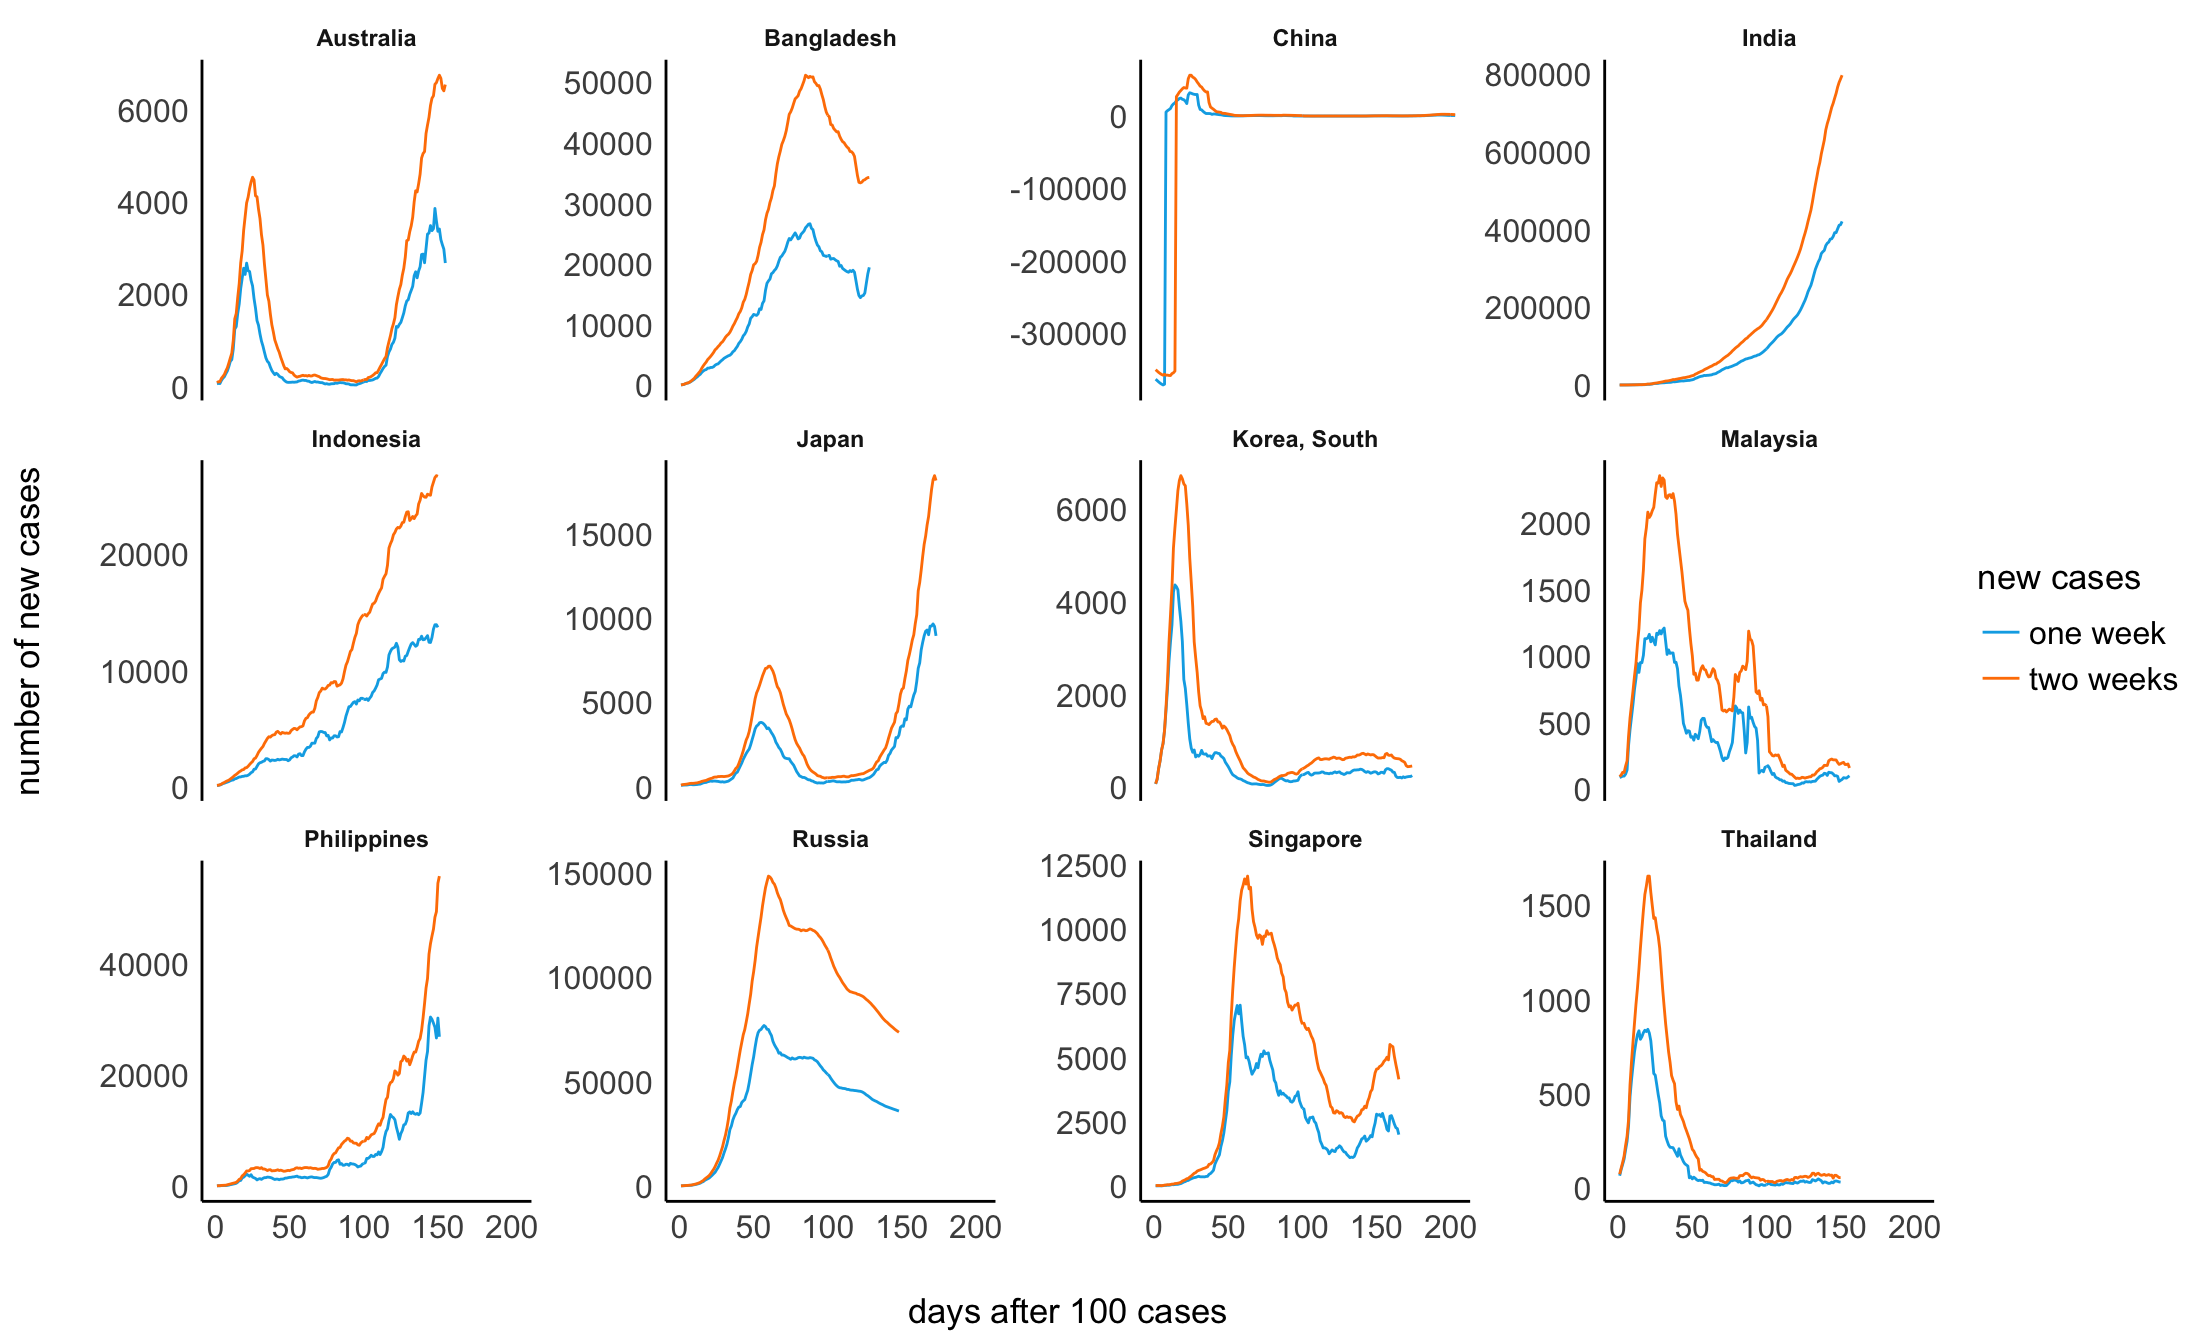 Australia
Bangladesh
China
India
6000
4000
2000
0
50000
40000
30000
20000
10000
0
0
-100000
-200000
-300000
800000
600000
400000
200000
0
Indonesia
Japan
Korea, South
Malaysia
20000
10000
0
15000
10000
5000
0
6000
4000
2000
0
2000
1500
1000
500
0
Philippines
Russia
Singapore
Thailand
40000
20000
0
150000
100000
50000
0
12500
10000
7500
5000
2500
0
1500
1000
500
0
0 50 100 150 200
0 50 100 150 200
0 50 100 150 200
0 50 100 150 200
number of new cases
days after 100 cases
new cases
one week
two weeks